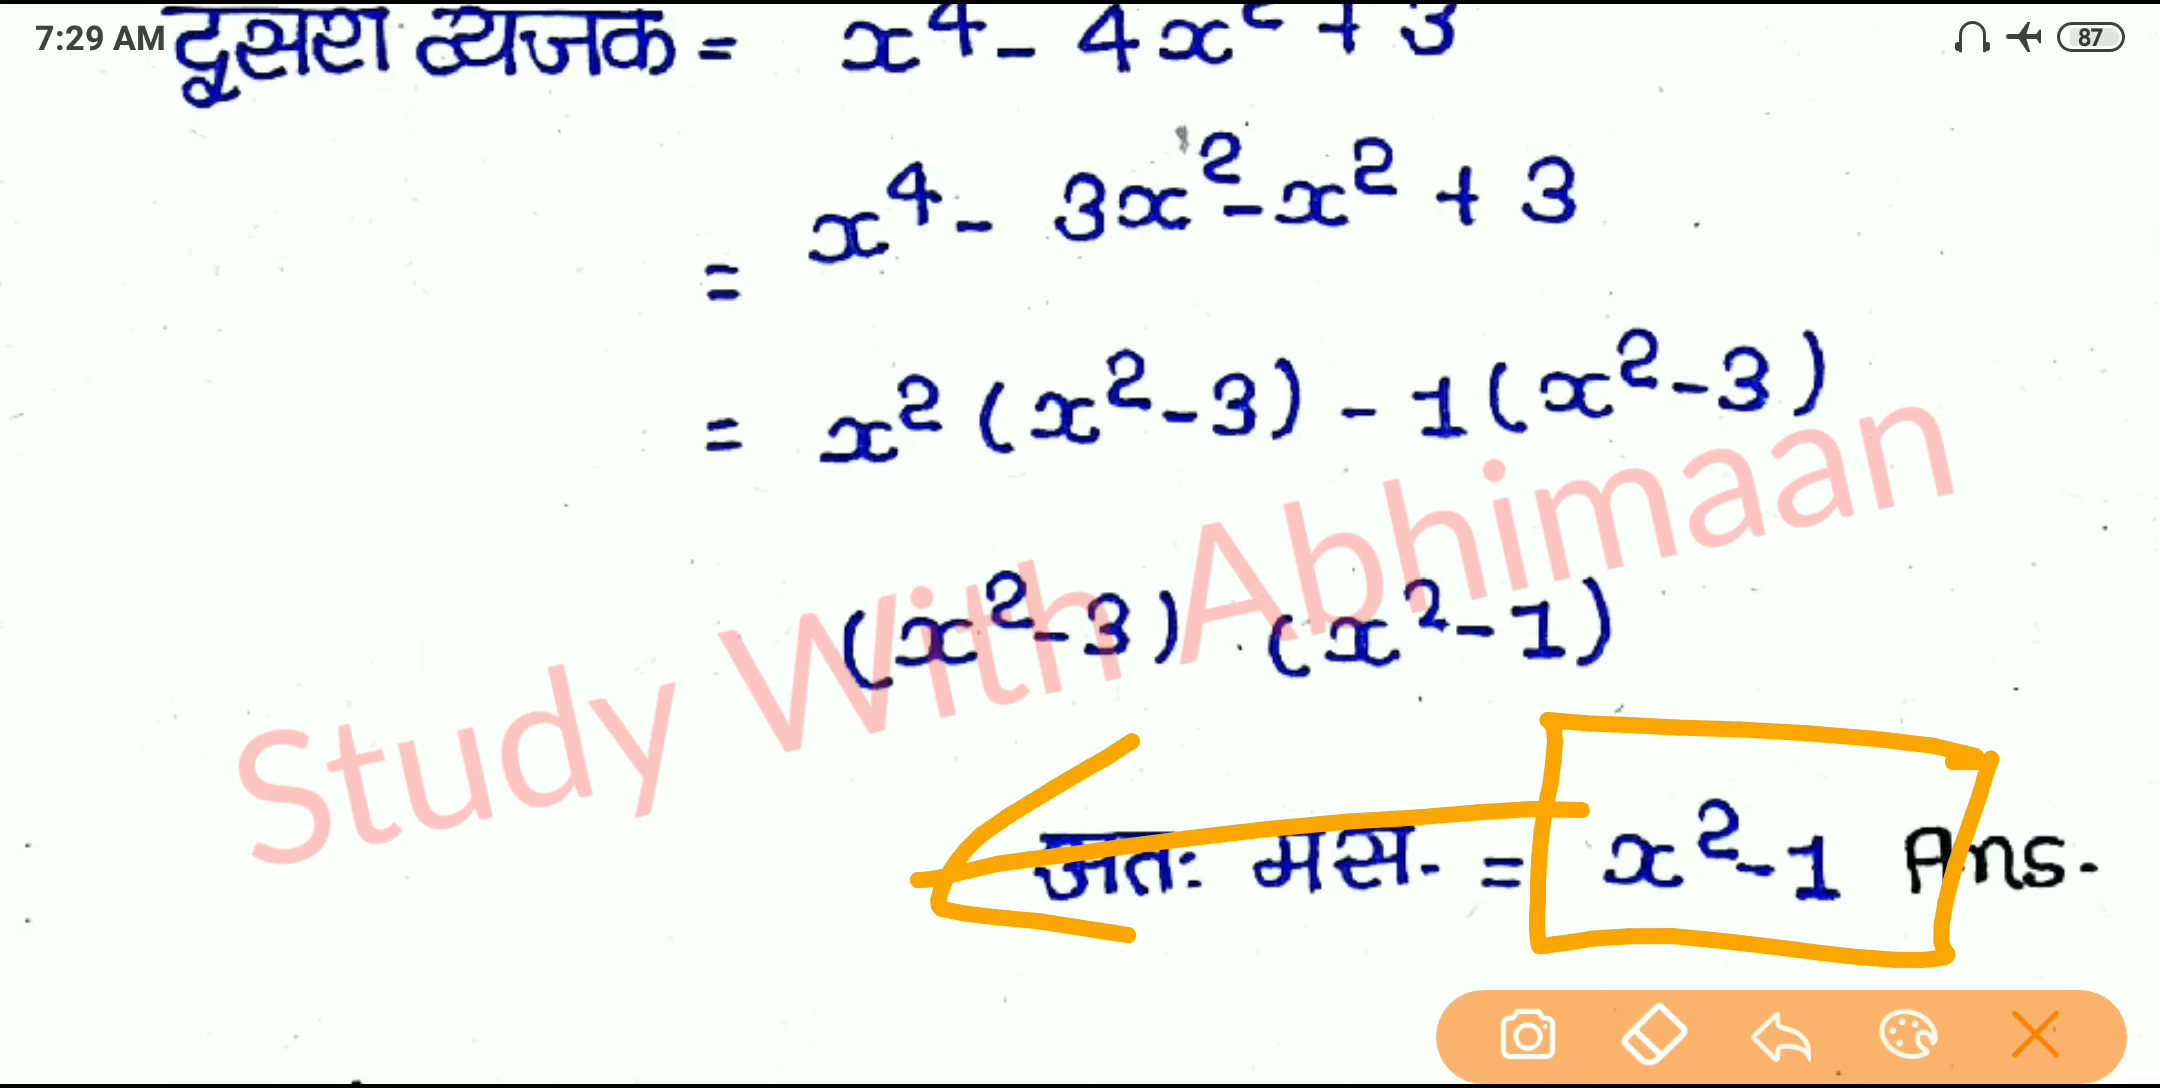 7:29 AM 87
दूसरा व्यंजक = x⁴ - 4x² + 3
= x⁴ - 3x² - x² + 3
= x² (x² - 3) - 1 (x² - 3)
(x² - 3) . (x² - 1)
Study With Abhimaan
अतः मस. = x² - 1 Ans.